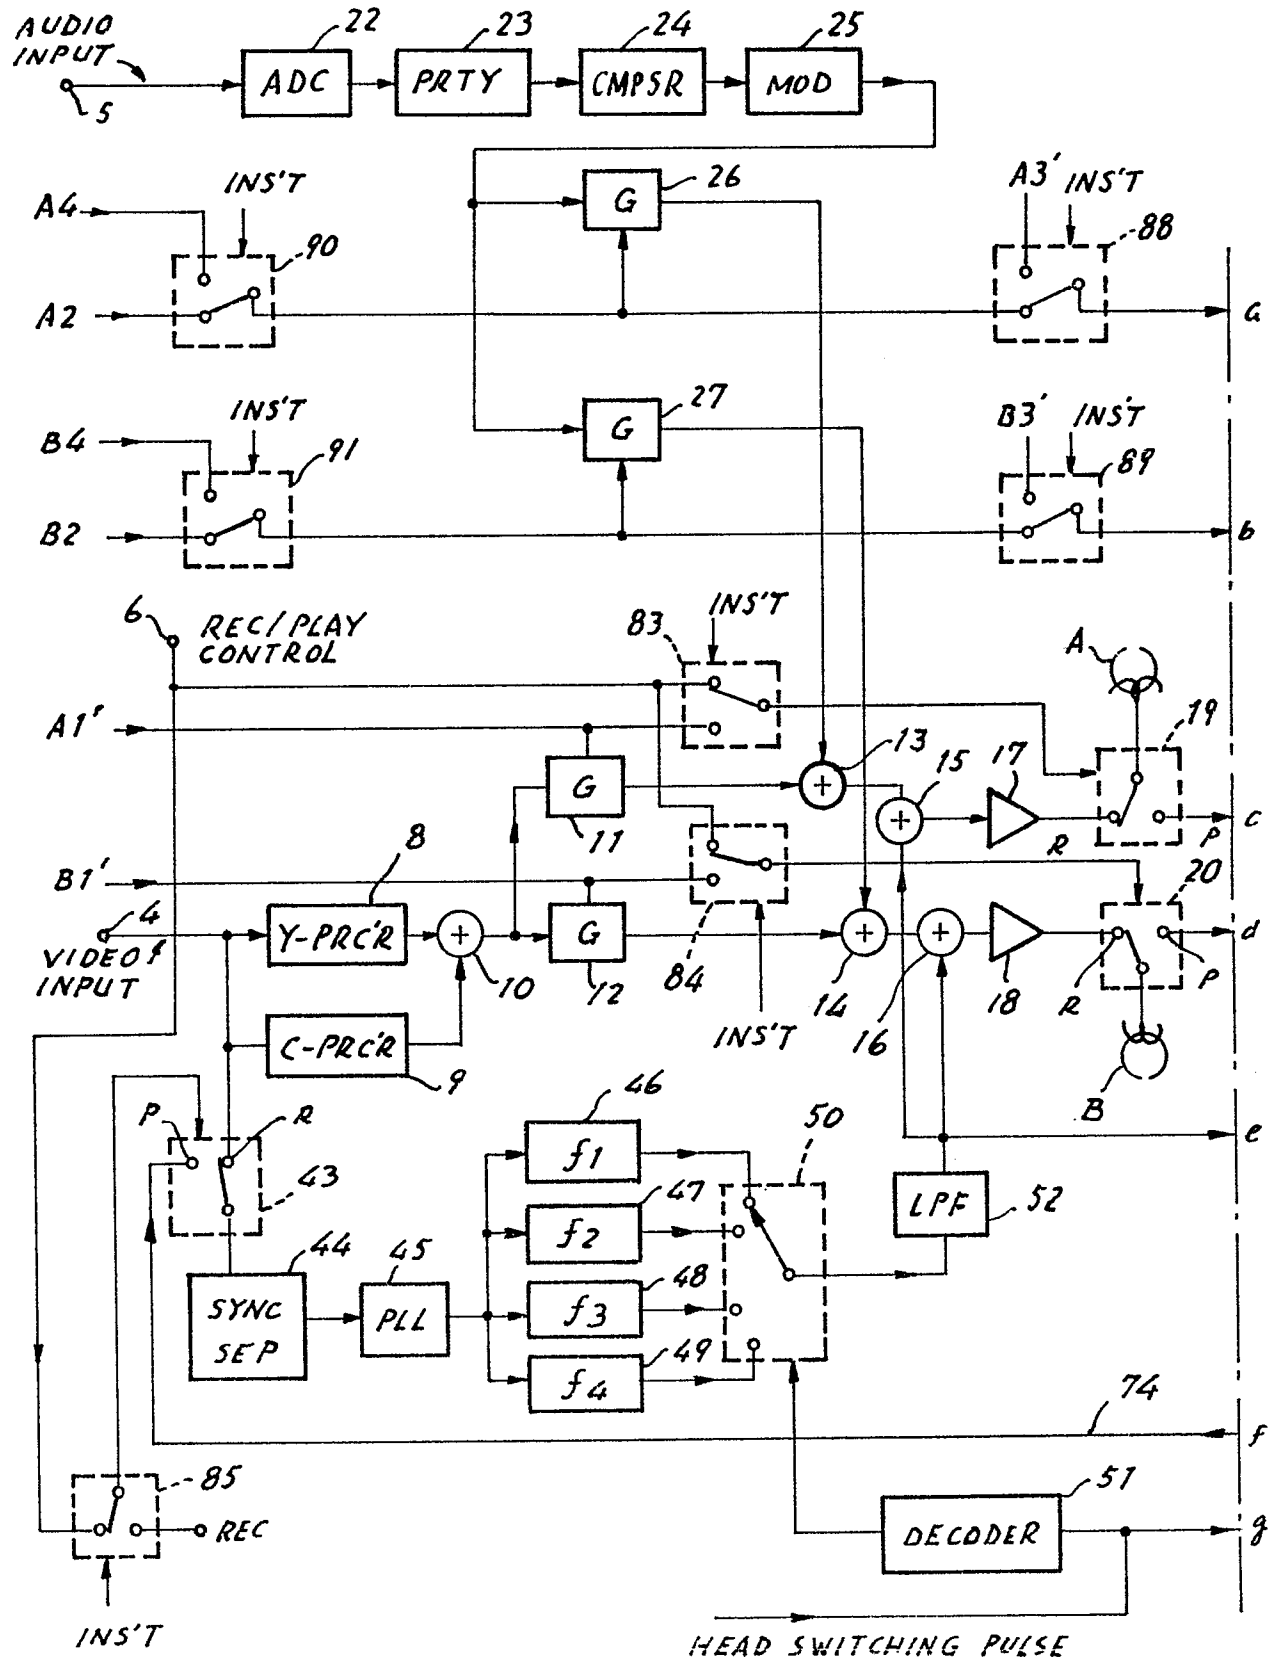 AUDIO
INPUT
5
22
ADC
23
PRTY
24
CMPSR
25
MOD
A4
INS'T
90
A2
26
G
A3'
INS'T
88
a
B4
INS'T
91
B2
27
G
B3'
INS'T
89
b
6
REC/PLAY
CONTROL
83
INS'T
A
19
A1'
G
11
13
15
17
R
P
c
B1'
8
4
VIDEO
INPUT
Y-PRC'R
10
G
12
84
INS'T
14
16
18
20
R
P
d
B
C-PRC'R
9
P
R
43
46
f1
47
f2
48
f3
49
f4
50
LPF
52
e
44
SYNC
SEP
45
PLL
74
f
85
REC
INS'T
51
DECODER
g
HEAD SWITCHING PULSE